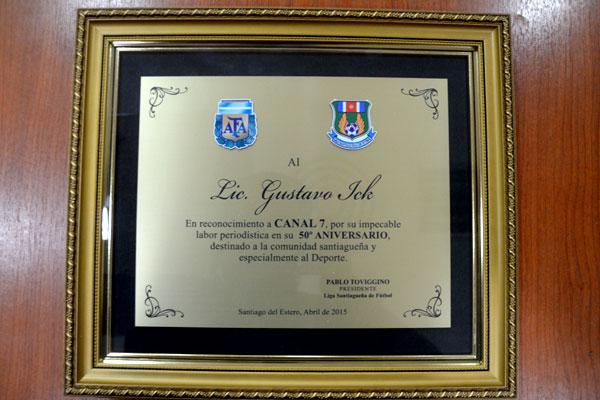 AFA
Al
Lic. Gustavo Ick
En reconocimiento a CANAL 7, por su impecable
labor periodística en su 50º ANIVERSARIO,
destinado a la comunidad santiagueña y
especialmente al Deporte.
PABLO TOVIGGINO
PRESIDENTE
Liga Santiagueña de Fútbol
Santiago del Estero, Abril de 2015